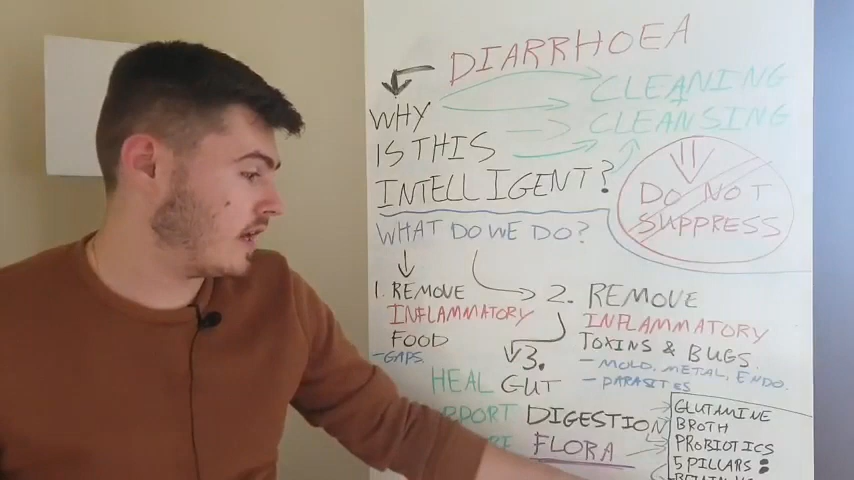 DIARRHOEA
WHY
IS THIS
INTELLIGENT?
CLEANING
CLEANSING
DO NOT
SUPPRESS
WHAT DO WE DO?
1. REMOVE
INFLAMMATORY
FOOD
- GAPS.
2. REMOVE
INFLAMMATORY
TOXINS & BUGS.
- MOLD, METAL, ENDO.
- PARASITES
3.
HEAL GUT
DIGESTION
FLORA
GLUTAMINE
BROTH
PROBIOTICS
5 PILLARS